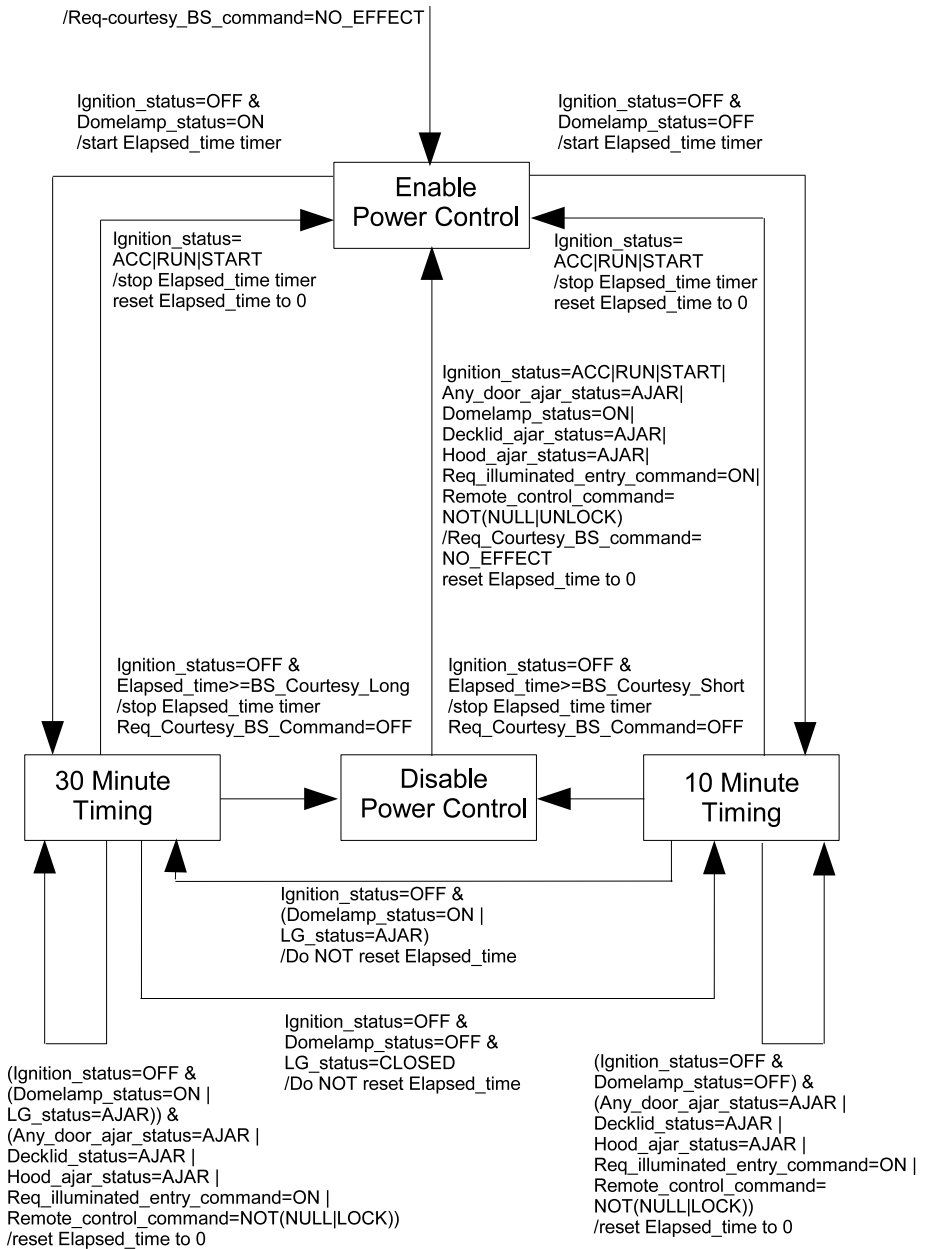 /Req-courtesy_BS_command=NO_EFFECT
Ignition_status=OFF &
Domelamp_status=ON
/start Elapsed_time timer
Ignition_status=OFF &
Domelamp_status=OFF
/start Elapsed_time timer
Enable
Power Control
Ignition_status=
ACC|RUN|START
/stop Elapsed_time timer
reset Elapsed_time to 0
Ignition_status=
ACC|RUN|START
/stop Elapsed_time timer
reset Elapsed_time to 0
Ignition_status=ACC|RUN|START|
Any_door_ajar_status=AJAR|
Domelamp_status=ON|
Decklid_ajar_status=AJAR|
Hood_ajar_status=AJAR|
Req_illuminated_entry_command=ON|
Remote_control_command=
NOT(NULL|UNLOCK)
/Req_Courtesy_BS_command=
NO_EFFECT
reset Elapsed_time to 0
Ignition_status=OFF &
Elapsed_time>=BS_Courtesy_Long
/stop Elapsed_time timer
Req_Courtesy_BS_Command=OFF
Ignition_status=OFF &
Elapsed_time>=BS_Courtesy_Short
/stop Elapsed_time timer
Req_Courtesy_BS_Command=OFF
30 Minute
Timing
Disable
Power Control
10 Minute
Timing
Ignition_status=OFF &
(Domelamp_status=ON |
LG_status=AJAR)
/Do NOT reset Elapsed_time
Ignition_status=OFF &
Domelamp_status=OFF &
LG_status=CLOSED
/Do NOT reset Elapsed_time
(Ignition_status=OFF &
(Domelamp_status=ON |
LG_status=AJAR)) &
(Any_door_ajar_status=AJAR |
Decklid_status=AJAR |
Hood_ajar_status=AJAR |
Req_illuminated_entry_command=ON |
Remote_control_command=NOT(NULL|LOCK))
/reset Elapsed_time to 0
(Ignition_status=OFF &
Domelamp_status=OFF) &
(Any_door_ajar_status=AJAR |
Decklid_status=AJAR |
Hood_ajar_status=AJAR |
Req_illuminated_entry_command=ON |
Remote_control_command=
NOT(NULL|LOCK))
/reset Elapsed_time to 0